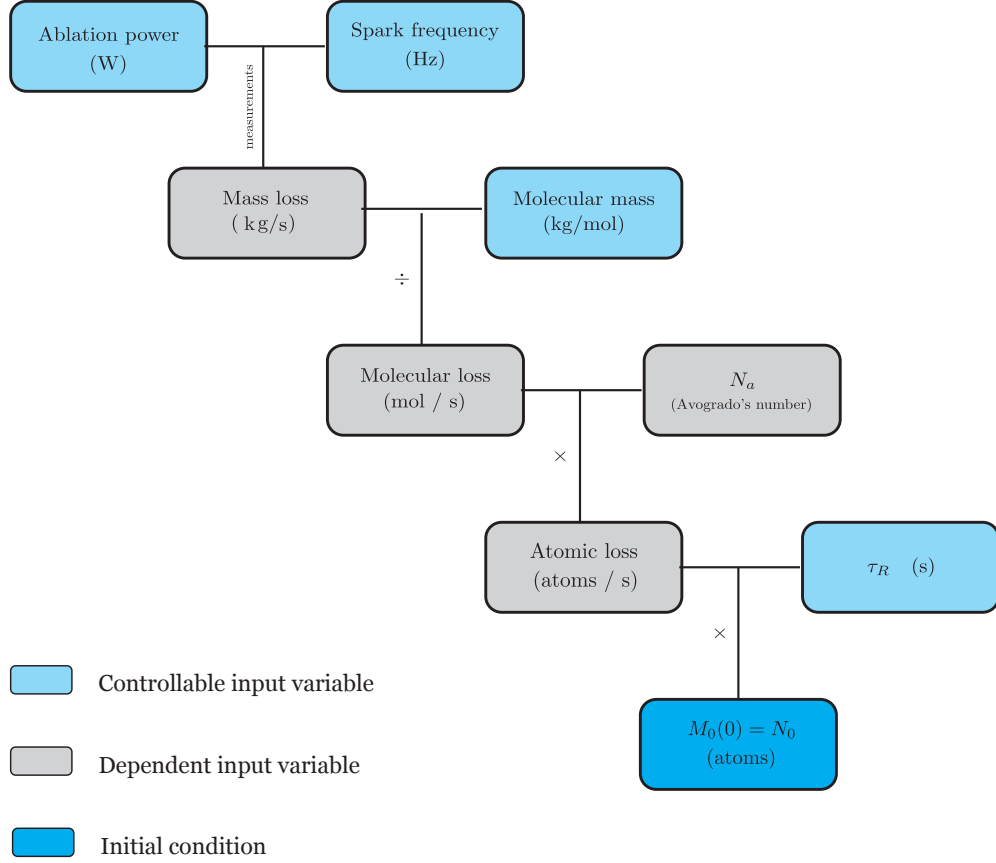 Ablation power
(W)
Spark frequency
(Hz)
measurements
Mass loss
( kg/s)
Molecular mass
(kg/mol)
÷
Molecular loss
(mol / s)
N_a
(Avogrado's number)
×
Atomic loss
(atoms / s)
τ_R (s)
×
M_0(0) = N_0
(atoms)
Controllable input variable
Dependent input variable
Initial condition